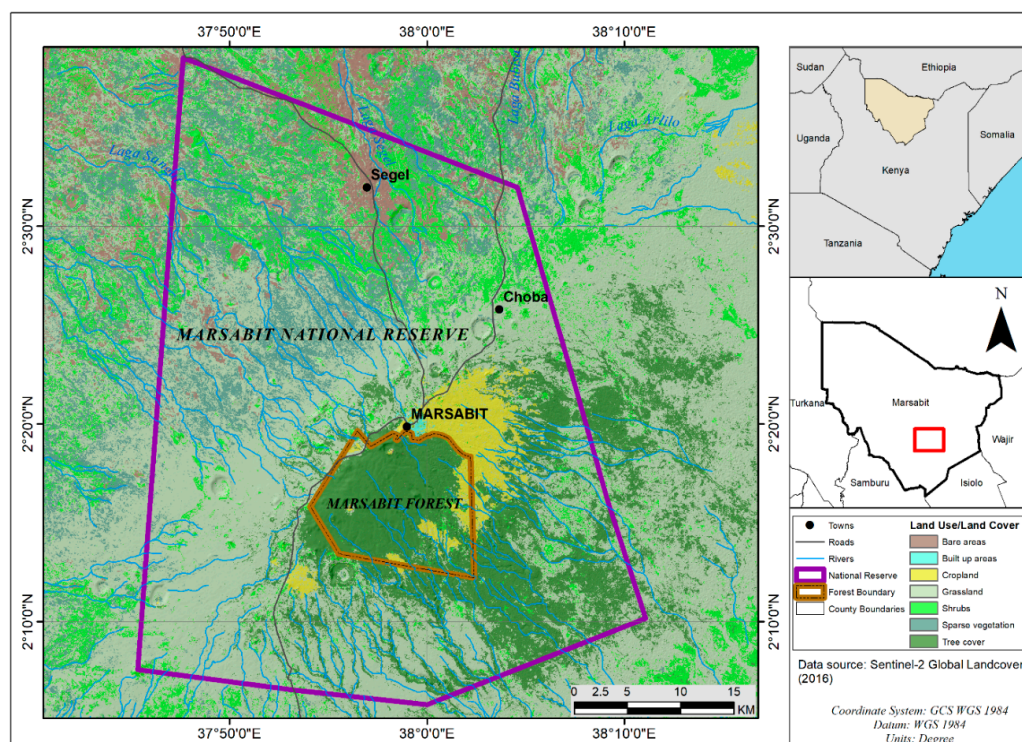 37°50'0"E
38°0'0"E
38°10'0"E
2°30'0"N
2°20'0"N
2°10'0"N
Laga Segel
Laga Bubisa
Laga Arlilo
Laga Sango
Segel
Choba
MARSABIT NATIONAL RESERVE
MARSABIT
MARSABIT FOREST
2°30'0"N
2°20'0"N
2°10'0"N
0 2.5 5 10 15
KM
37°50'0"E
38°0'0"E
38°10'0"E
Sudan
Ethiopia
Uganda
Somalia
Kenya
Tanzania
N
Turkana
Marsabit
Wajir
Samburu
Isiolo
Towns
Roads
Rivers
National Reserve
Forest Boundary
County Boundaries
Land Use/Land Cover
Bare areas
Built up areas
Cropland
Grassland
Shrubs
Sparse vegetation
Tree cover
Data source: Sentinel-2 Global Landcover
(2016)
Coordinate System: GCS WGS 1984
Datum: WGS 1984
Units: Degree